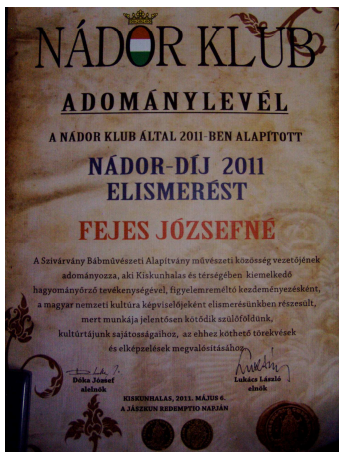 NÁDOR KLUB
ADOMÁNYLEVÉL
A NÁDOR KLUB ÁLTAL 2011-BEN ALAPÍTOTT
NÁDOR-DÍJ 2011
ELISMERÉST
FEJES JÓZSEFNÉ
A Szivárvány Bábművészeti Alapítvány művészeti közösség vezetőjének
adományozza, aki Kiskunhalas és térségében kiemelkedő
hagyományőrző tevékenységével, figyelemreméltó kezdeményezésként,
a magyar nemzeti kultúra képviselőjeként elismerésünkben részesült,
mert munkája jelentősen kötődik szülőföldünk,
kultúrtájunk sajátosságaihoz, az ehhez köthető törekvések
és elképzelések megvalósításához.
Dóka József
alelnök
Lukács László
elnök
KISKUNHALAS, 2011. MÁJUS 6.
A JÁSZKUN REDEMPTIO NAPJÁN